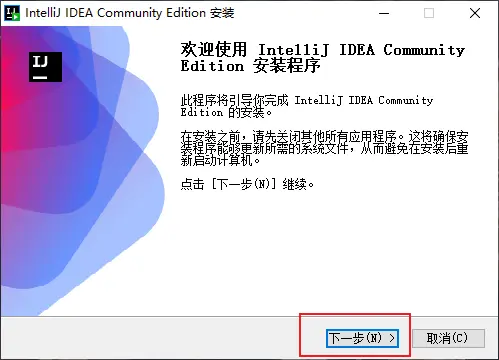 IntelliJ IDEA Community Edition 安装
IJ
欢迎使用 IntelliJ IDEA Community
Edition 安装程序
此程序将引导你完成 IntelliJ IDEA Community
Edition 的安装。
在安装之前，请先关闭其他所有应用程序。这将确保安
装程序能够更新所需的系统文件，从而避免在安装后重
新启动计算机。
点击 [下一步(N)] 继续。
下一步(N) >
取消(C)